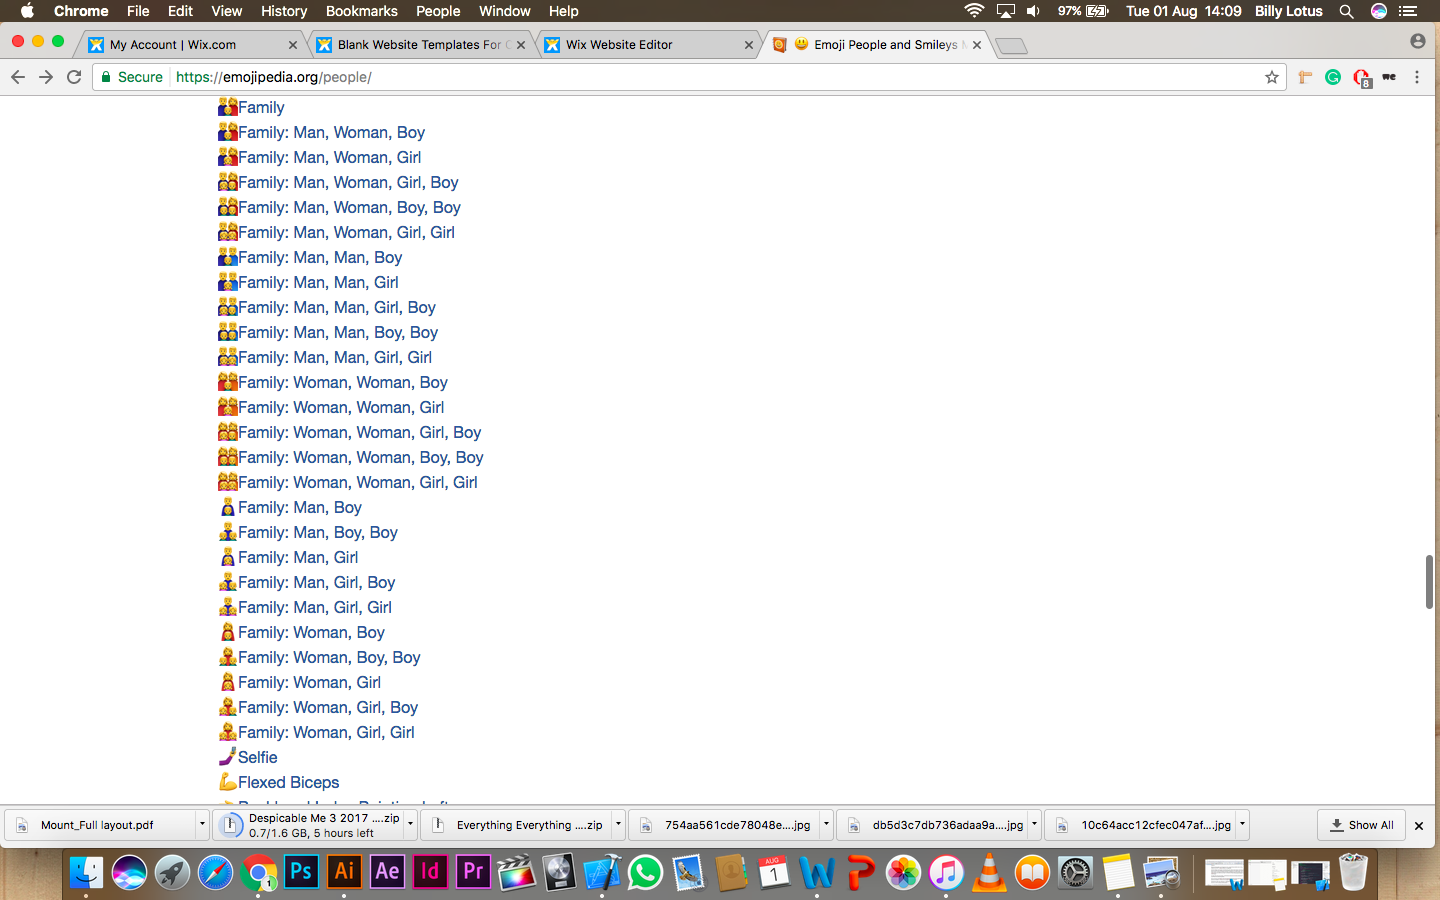 Chrome File Edit View History Bookmarks People Window Help 97% Tue 01 Aug 14:09 Billy Lotus
My Account | Wix.com Blank Website Templates For Wix Website Editor Emoji People and Smileys
Secure https://emojipedia.org/people/
8
Family
Family: Man, Woman, Boy
Family: Man, Woman, Girl
Family: Man, Woman, Girl, Boy
Family: Man, Woman, Boy, Boy
Family: Man, Woman, Girl, Girl
Family: Man, Man, Boy
Family: Man, Man, Girl
Family: Man, Man, Girl, Boy
Family: Man, Man, Boy, Boy
Family: Man, Man, Girl, Girl
Family: Woman, Woman, Boy
Family: Woman, Woman, Girl
Family: Woman, Woman, Girl, Boy
Family: Woman, Woman, Boy, Boy
Family: Woman, Woman, Girl, Girl
Family: Man, Boy
Family: Man, Boy, Boy
Family: Man, Girl
Family: Man, Girl, Boy
Family: Man, Girl, Girl
Family: Woman, Boy
Family: Woman, Boy, Boy
Family: Woman, Girl
Family: Woman, Girl, Boy
Family: Woman, Girl, Girl
Selfie
Flexed Biceps
Mount_Full layout.pdf Despicable Me 3 2017 ....zip Everything Everything ....zip 754aa561cde78048e....jpg db5d3c7db736adaa9a....jpg 10c64acc12cfec047af....jpg Show All
0.7/1.6 GB, 5 hours left
1 Ps Ai Ae Id Pr AUG 1